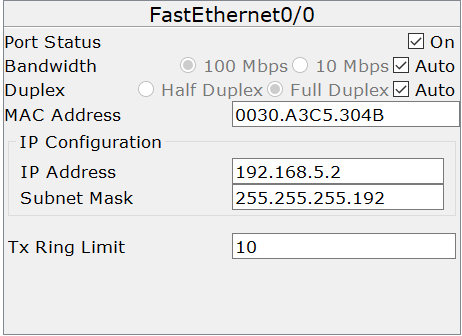 FastEthernet0/0
Port Status On
Bandwidth 100 Mbps 10 Mbps Auto
Duplex Half Duplex Full Duplex Auto
MAC Address 0030.A3C5.304B
IP Configuration
IP Address 192.168.5.2
Subnet Mask 255.255.255.192
Tx Ring Limit 10